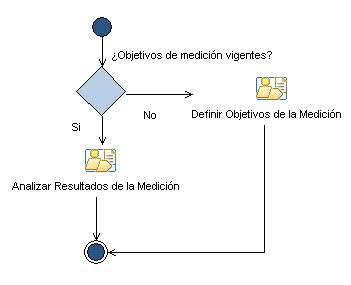 ¿Objetivos de medición vigentes?
No
Definir Objetivos de la Medición
Si
Analizar Resultados de la Medición